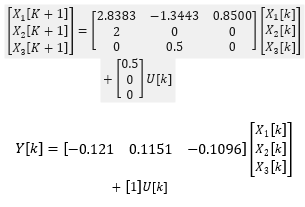 [X₁[K + 1] X₂[K + 1] X₃[K + 1]] = [2.8383 −1.3443 0.8500; 2 0 0; 0 0.5 0] [X₁[k] X₂[k] X₃[k]]
+ [0.5 0 0] U[k]
Y[k] = [−0.121 0.1151 −0.1096] [X₁[k] X₂[k] X₃[k]]
+ [1]U[k]